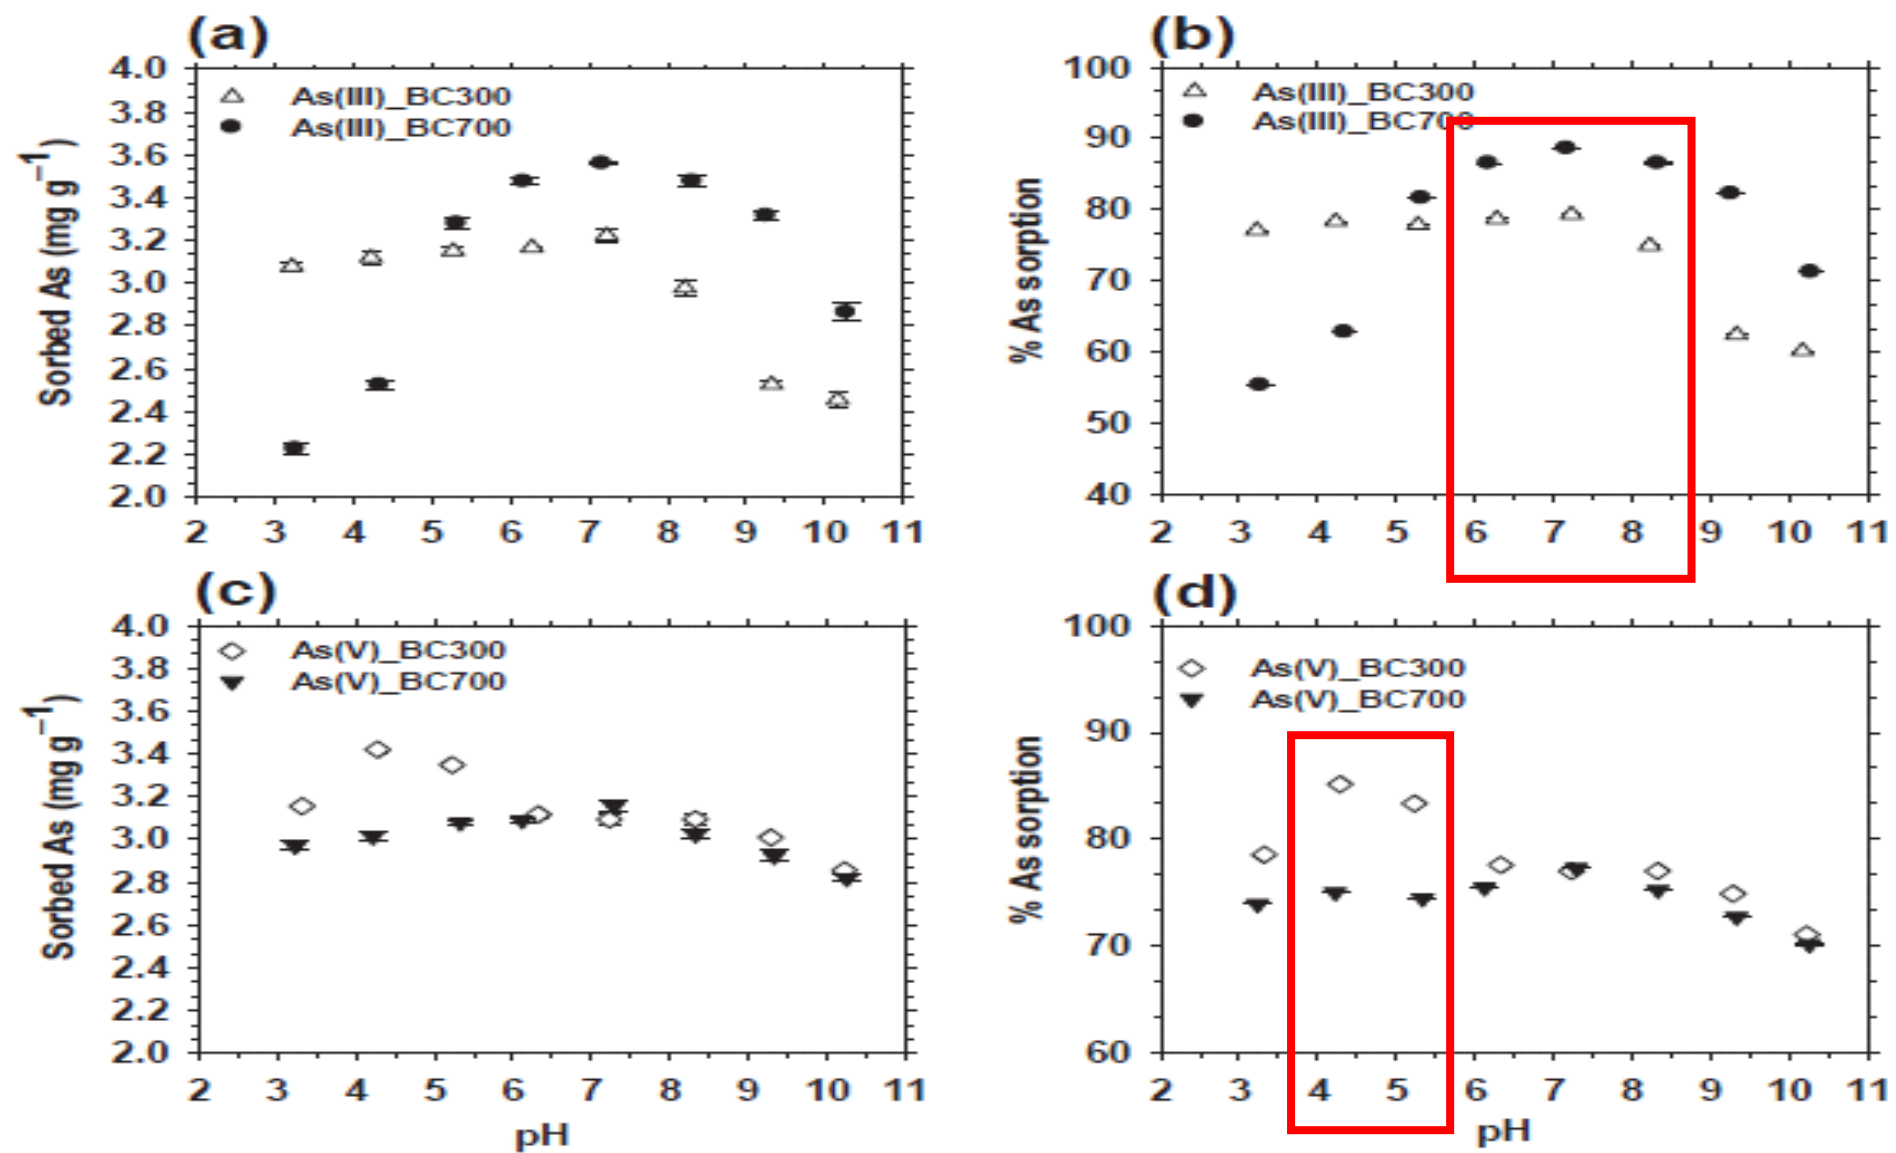 (a)
4.0
3.8
3.6
3.4
3.2
3.0
2.8
2.6
2.4
2.2
2.0
Sorbed As (mg g⁻¹)
As(III)_BC300
As(III)_BC700
2 3 4 5 6 7 8 9 10 11
(b)
100
90
80
70
60
50
40
% As sorption
As(III)_BC300
As(III)_BC700
2 3 4 5 6 7 8 9 10 11
(c)
4.0
3.8
3.6
3.4
3.2
3.0
2.8
2.6
2.4
2.2
2.0
Sorbed As (mg g⁻¹)
As(V)_BC300
As(V)_BC700
2 3 4 5 6 7 8 9 10 11
pH
(d)
100
90
80
70
60
% As sorption
As(V)_BC300
As(V)_BC700
2 3 4 5 6 7 8 9 10 11
pH